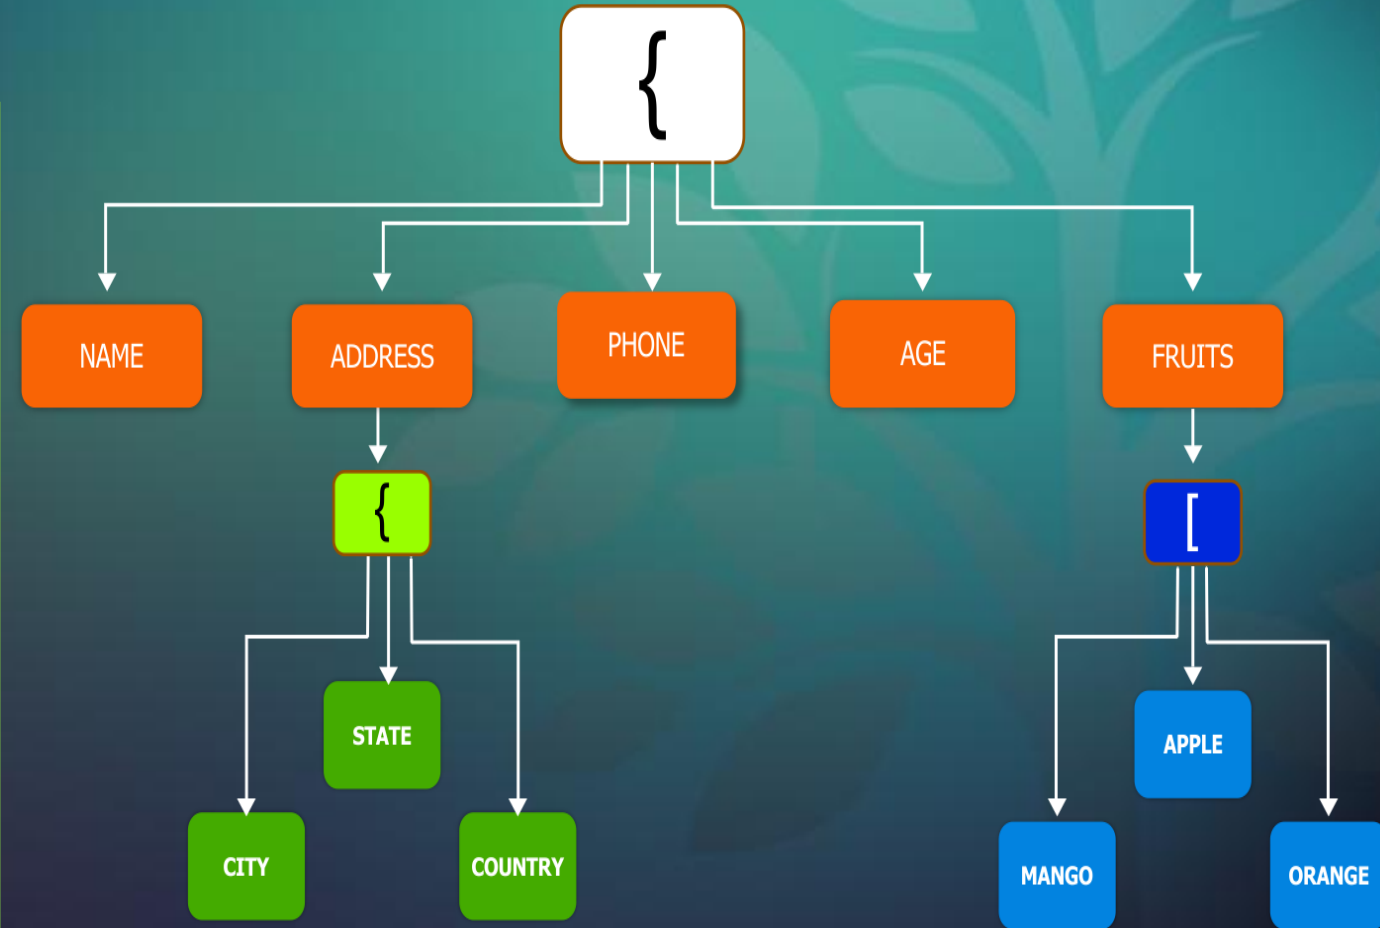 {
NAME
ADDRESS
PHONE
AGE
FRUITS
{
[
STATE
APPLE
CITY
COUNTRY
MANGO
ORANGE